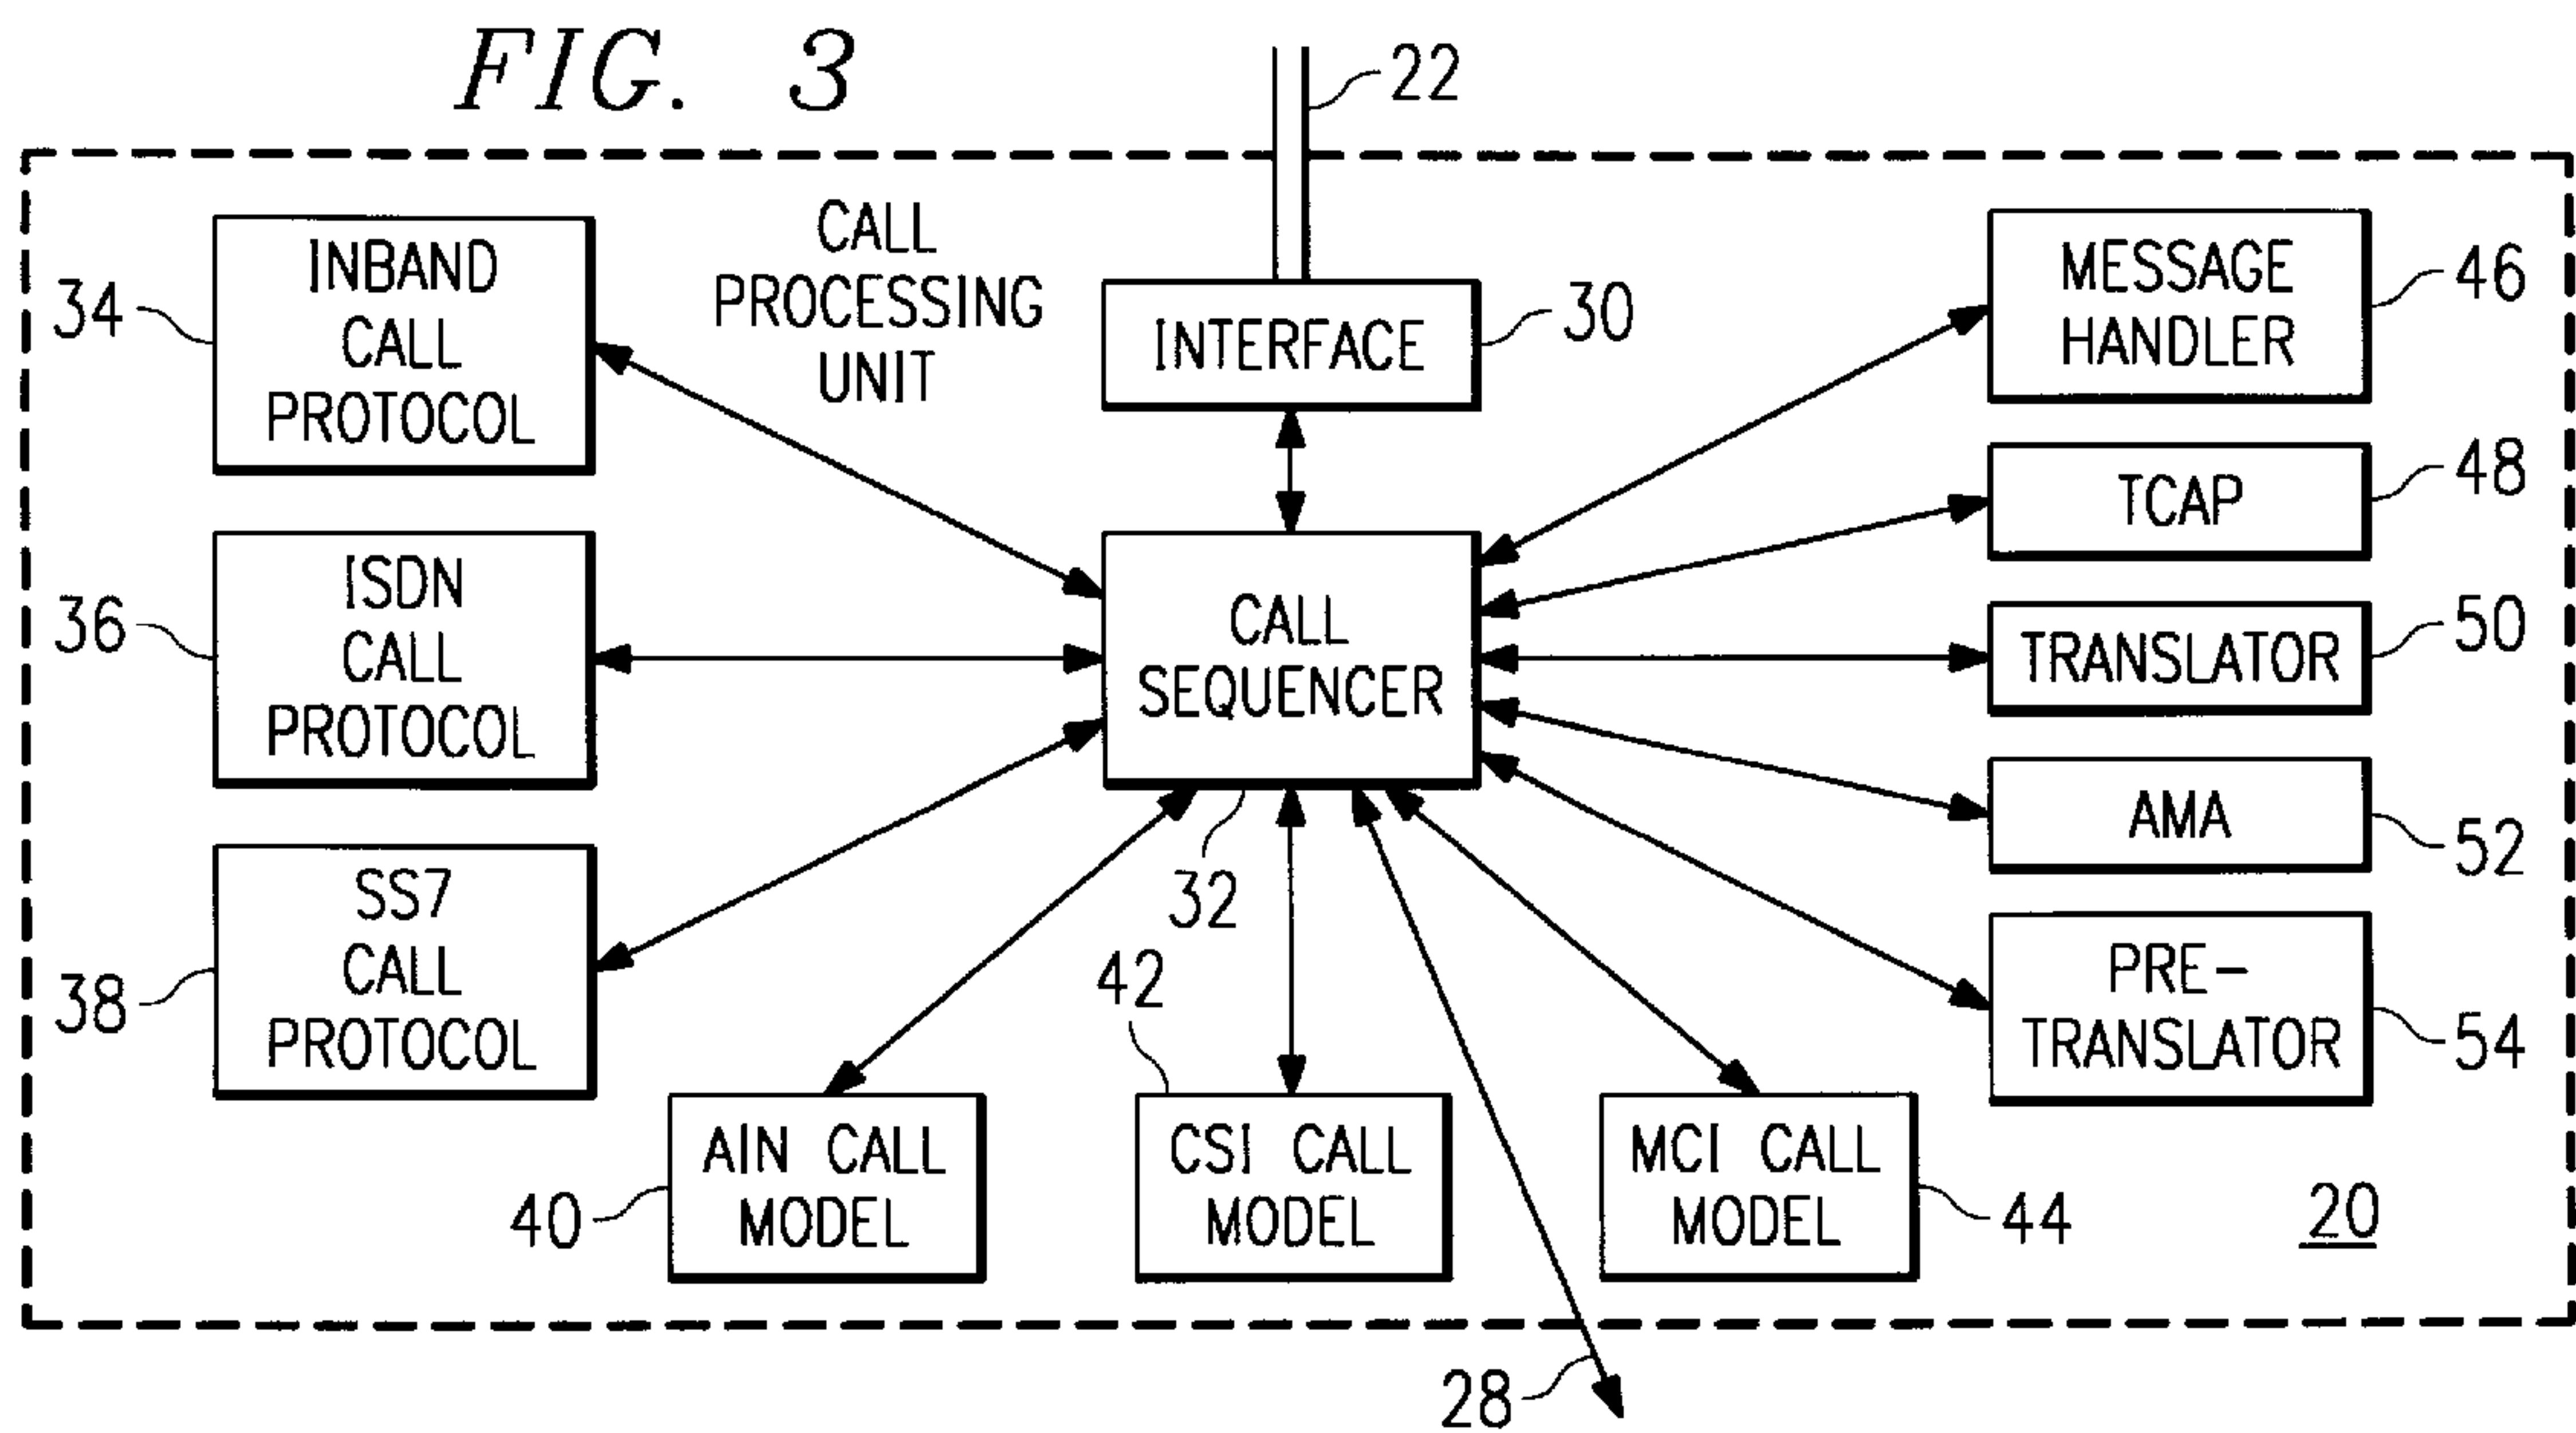 FIG. 3
22
CALL
PROCESSING
UNIT
INBAND
CALL
PROTOCOL
34
INTERFACE
30
MESSAGE
HANDLER
46
TCAP
48
ISDN
CALL
PROTOCOL
36
CALL
SEQUENCER
32
TRANSLATOR
50
AMA
52
SS7
CALL
PROTOCOL
38
PRE-
TRANSLATOR
54
AIN CALL
MODEL
40
42
CSI CALL
MODEL
MCI CALL
MODEL
44
20
28